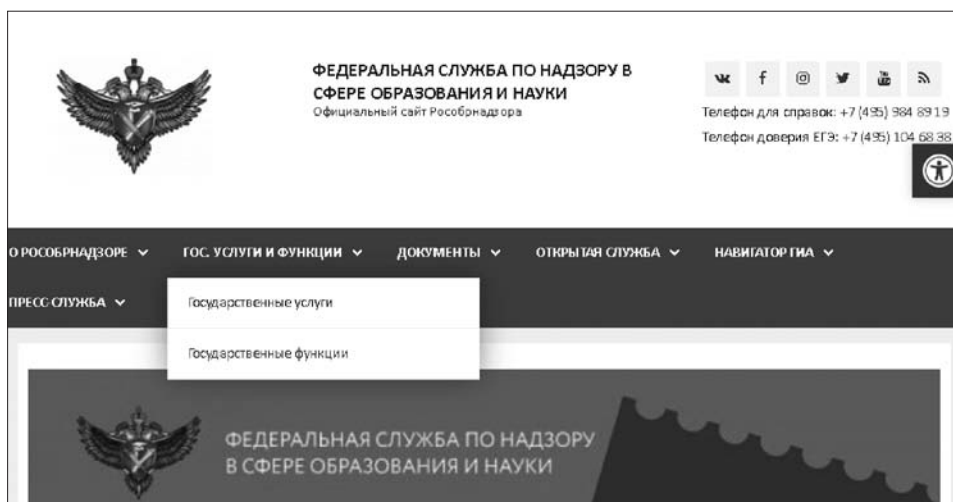 ФЕДЕРАЛЬНАЯ СЛУЖБА ПО НАДЗОРУ В
СФЕРЕ ОБРАЗОВАНИЯ И НАУКИ
Официальный сайт Рособрнадзора
Телефон для справок: +7 (495) 984 89 19
Телефон доверия ЕГЭ: +7 (495) 104 68 38
О РОСОБРНАДЗОРЕ
ГОС. УСЛУГИ И ФУНКЦИИ
ДОКУМЕНТЫ
ОТКРЫТАЯ СЛУЖБА
НАВИГАТОР ГИА
ПРЕСС-СЛУЖБА
Государственные услуги
Государственные функции
ФЕДЕРАЛЬНАЯ СЛУЖБА ПО НАДЗОРУ
В СФЕРЕ ОБРАЗОВАНИЯ И НАУКИ